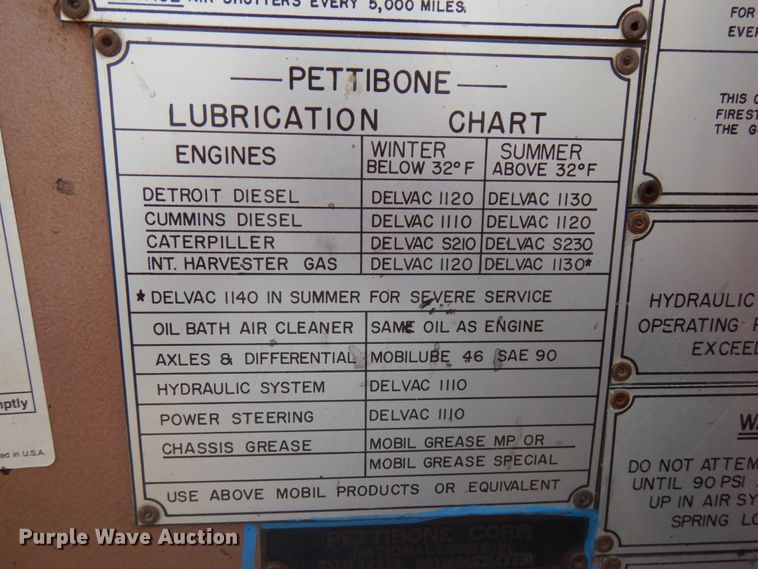 AIR SHUTTERS EVERY 5,000 MILES.
PETTIBONE
LUBRICATION CHART
ENGINES
WINTER
BELOW 32°F
SUMMER
ABOVE 32°F
DETROIT DIESEL DELVAC 1120 DELVAC 1130
CUMMINS DIESEL DELVAC 1110 DELVAC 1120
CATERPILLER DELVAC S210 DELVAC S230
INT. HARVESTER GAS DELVAC 1120 DELVAC 1130*
* DELVAC 1140 IN SUMMER FOR SEVERE SERVICE
OIL BATH AIR CLEANER SAME OIL AS ENGINE
AXLES & DIFFERENTIAL MOBILUBE 46 SAE 90
HYDRAULIC SYSTEM DELVAC 1110
POWER STEERING DELVAC 1110
CHASSIS GREASE MOBIL GREASE MP OR
MOBIL GREASE SPECIAL
USE ABOVE MOBIL PRODUCTS OR EQUIVALENT
FOR
EVER
THIS
FIREST
THE G
HYDRAULIC
OPERATING
EXCEED
WA
DO NOT ATTEM
UNTIL 90 PSI
UP IN AIR SY
SPRING LO
mptly
ed in U.S.A.
PETTIBONE CORP.
Purple Wave Auction